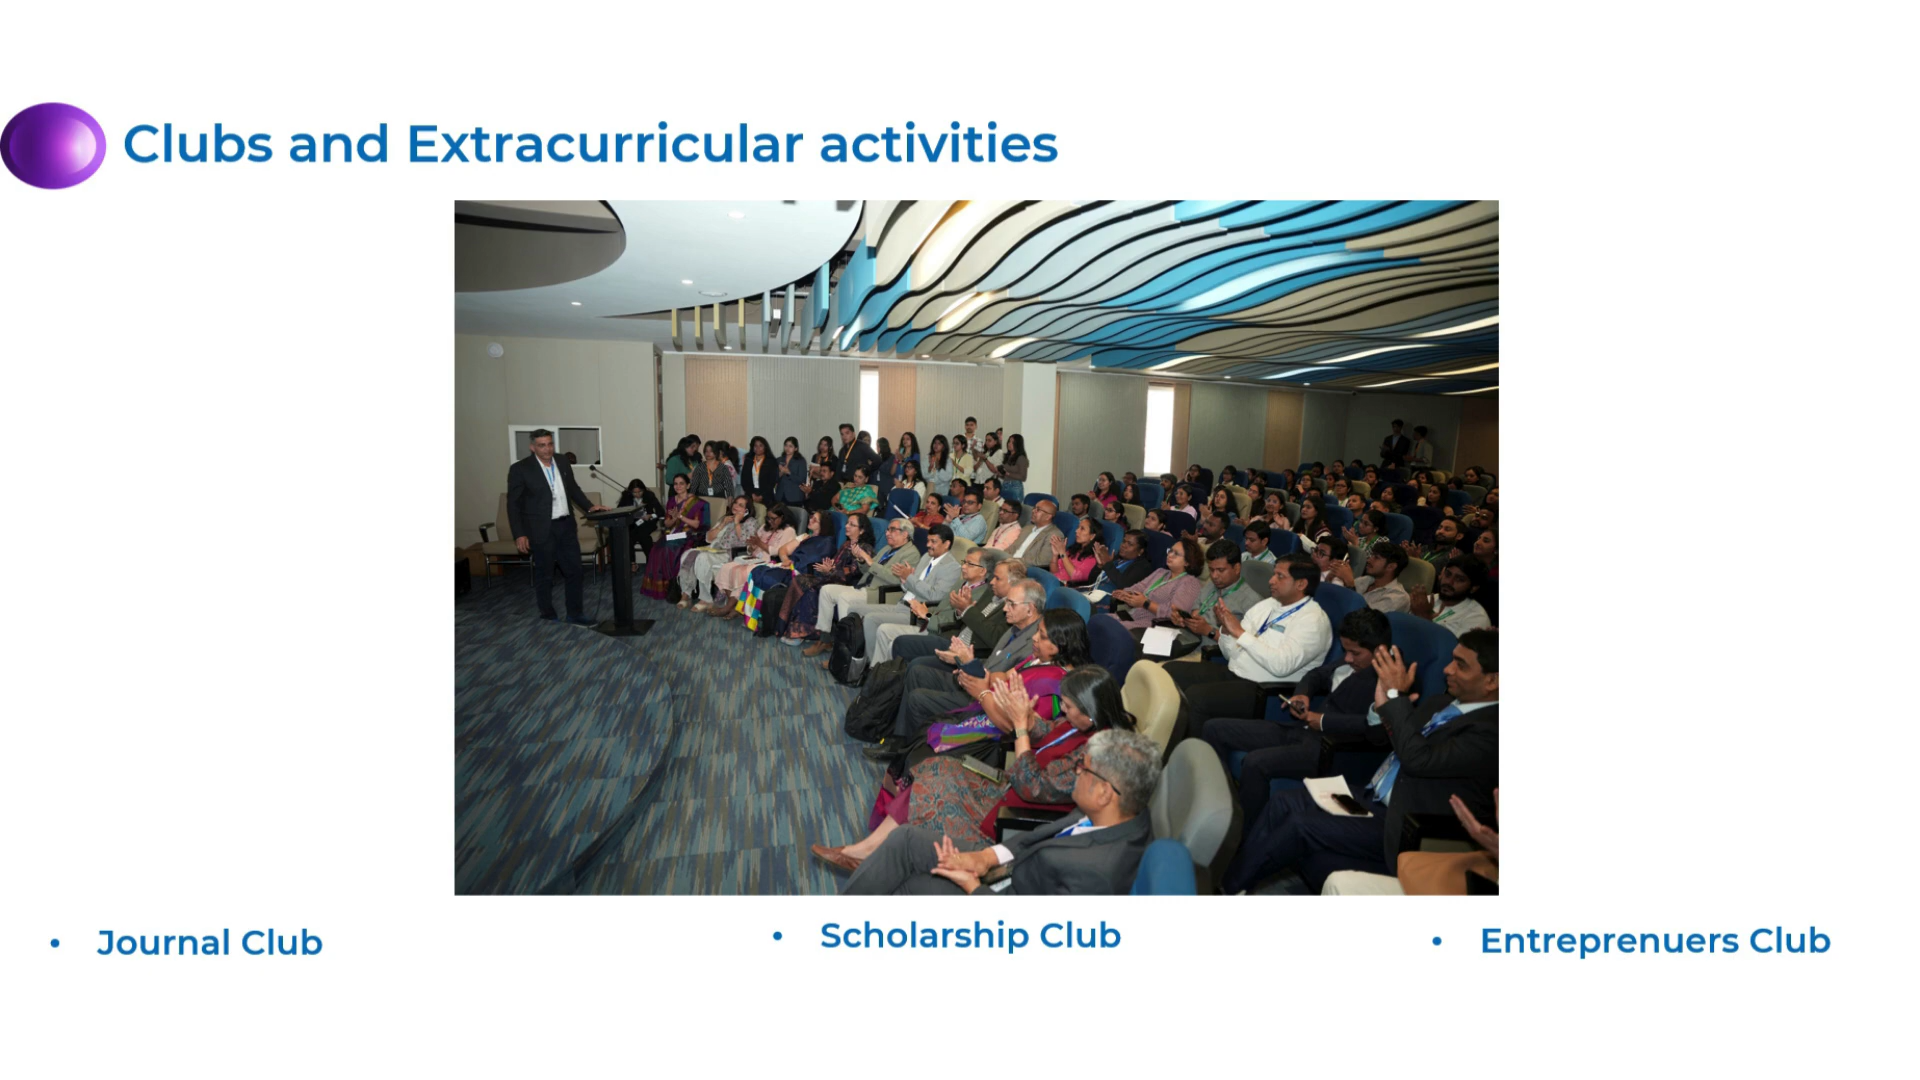 Clubs and Extracurricular activities
• Journal Club
• Scholarship Club
• Entreprenuers Club